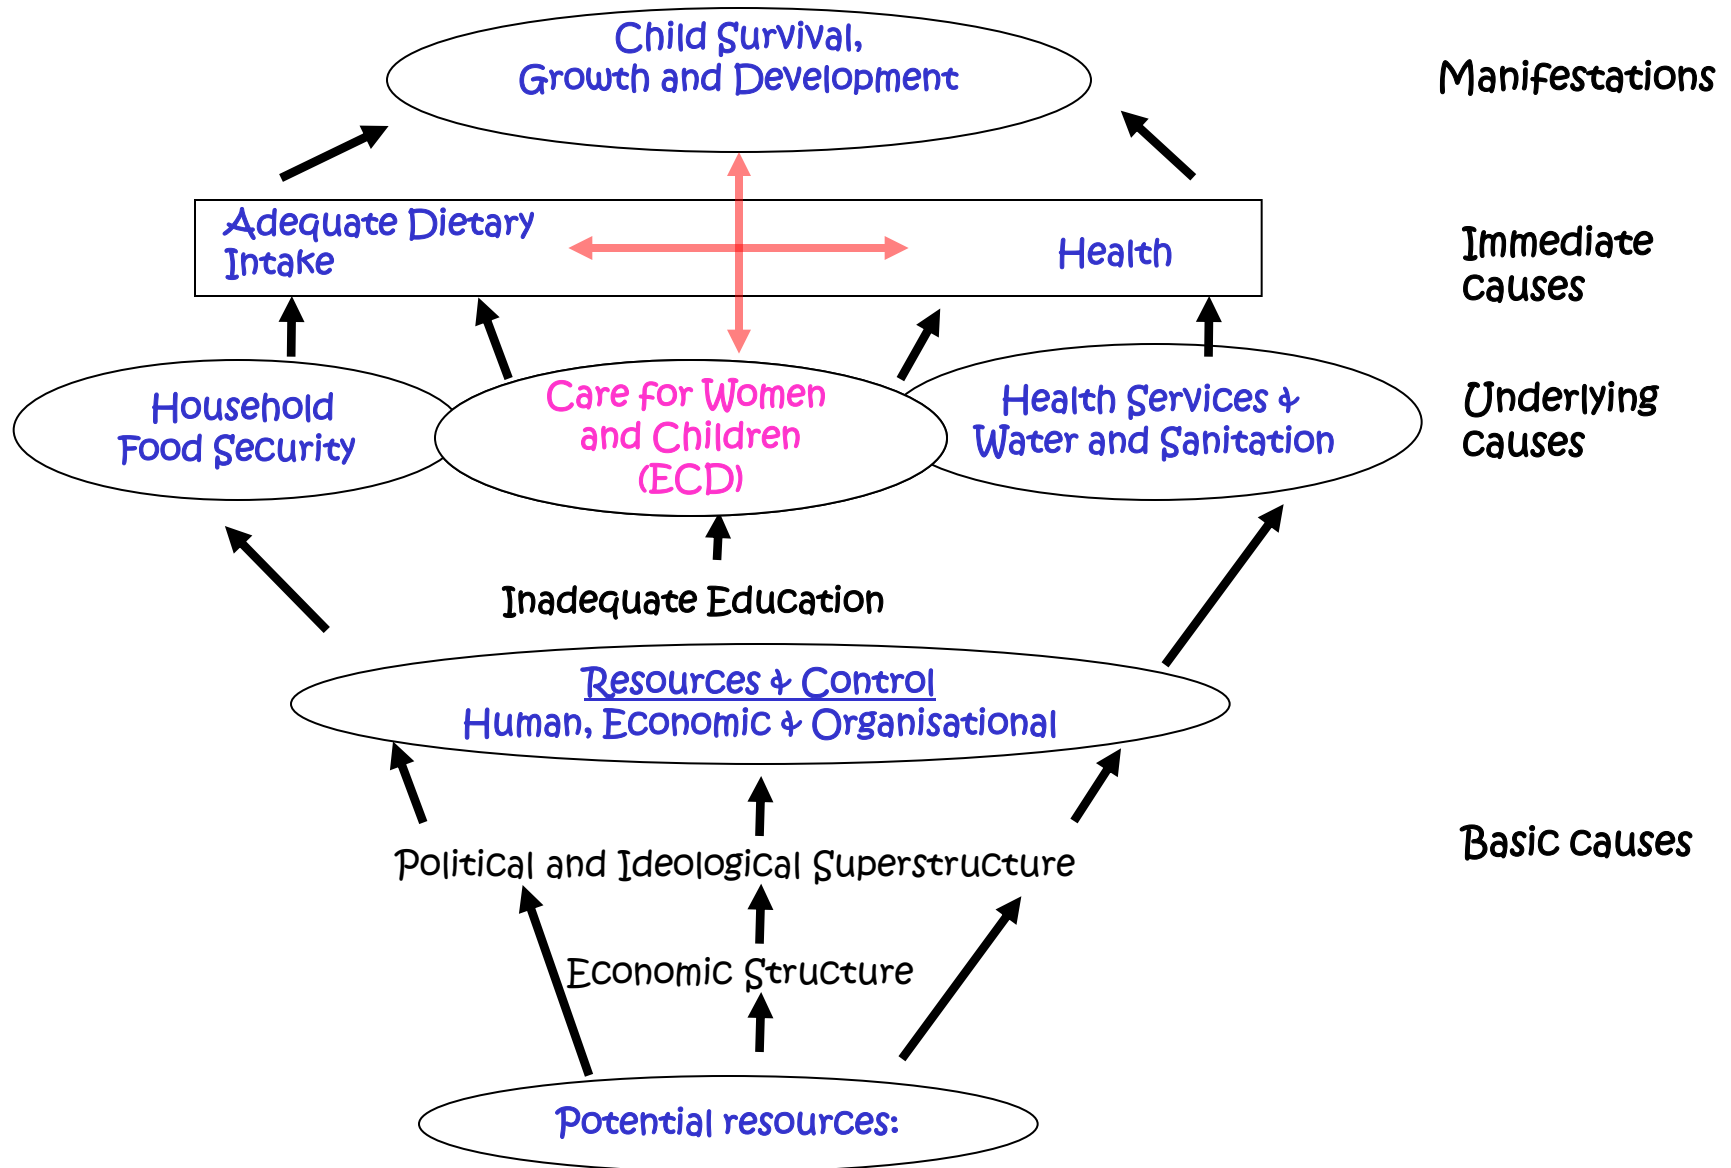 Child Survival,
Growth and Development
Manifestations
Adequate Dietary
Intake
Health
Immediate
causes
Household
Food Security
Care for Women
and Children
(ECD)
Health Services &
Water and Sanitation
Underlying
causes
Inadequate Education
Resources & Control
Human, Economic & Organisational
Political and Ideological Superstructure
Basic causes
Economic Structure
Potential resources: